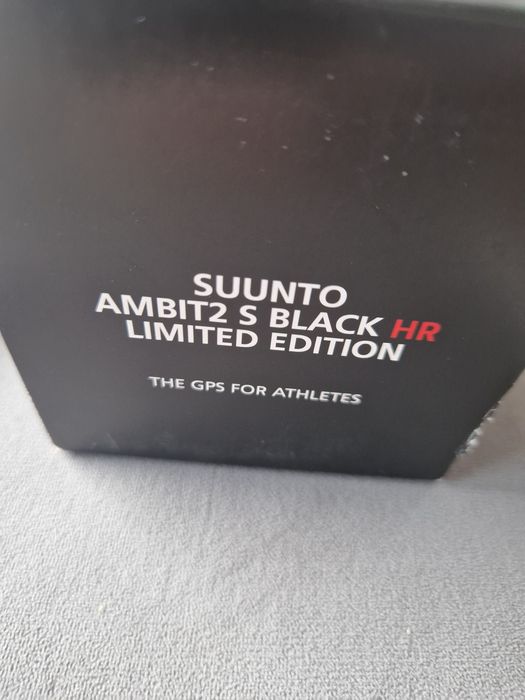 SUUNTO
AMBIT2 S BLACK HR
LIMITED EDITION
THE GPS FOR ATHLETES